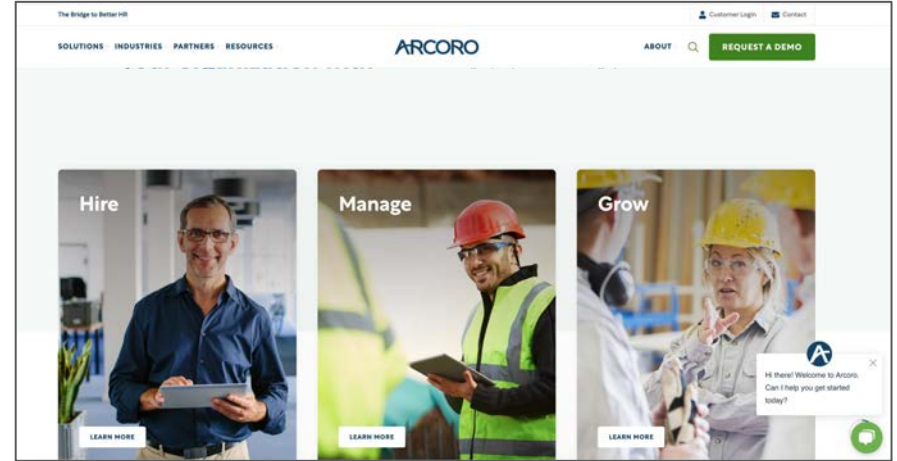 The Bridge to Better HR
Customer Login
Contact
SOLUTIONS INDUSTRIES PARTNERS RESOURCES
ARCORO
ABOUT
REQUEST A DEMO
Hire
Manage
Grow
Hi there! Welcome to Arcoro.
Can I help you get started
today?
LEARN MORE
LEARN MORE
LEARN MORE